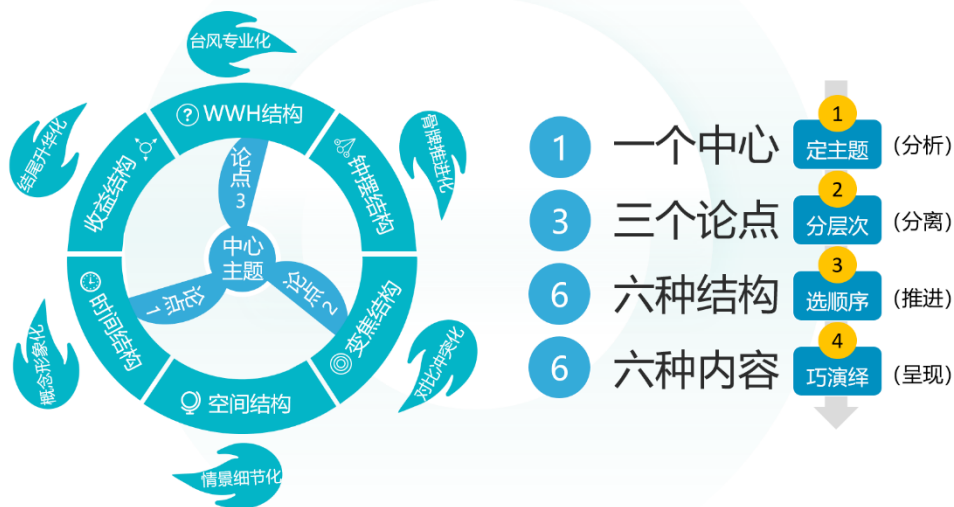 台风专业化
骨牌推进化
对比冲突化
情景细节化
概念形象化
结尾升华化
? WWH结构
钟摆结构
变焦结构
空间结构
时间结构
收益结构
论点3
论点2
论点1
中心
主题
1 一个中心 1 定主题 (分析)
3 三个论点 2 分层次 (分离)
6 六种结构 3 选顺序 (推进)
6 六种内容 4 巧演绎 (呈现)